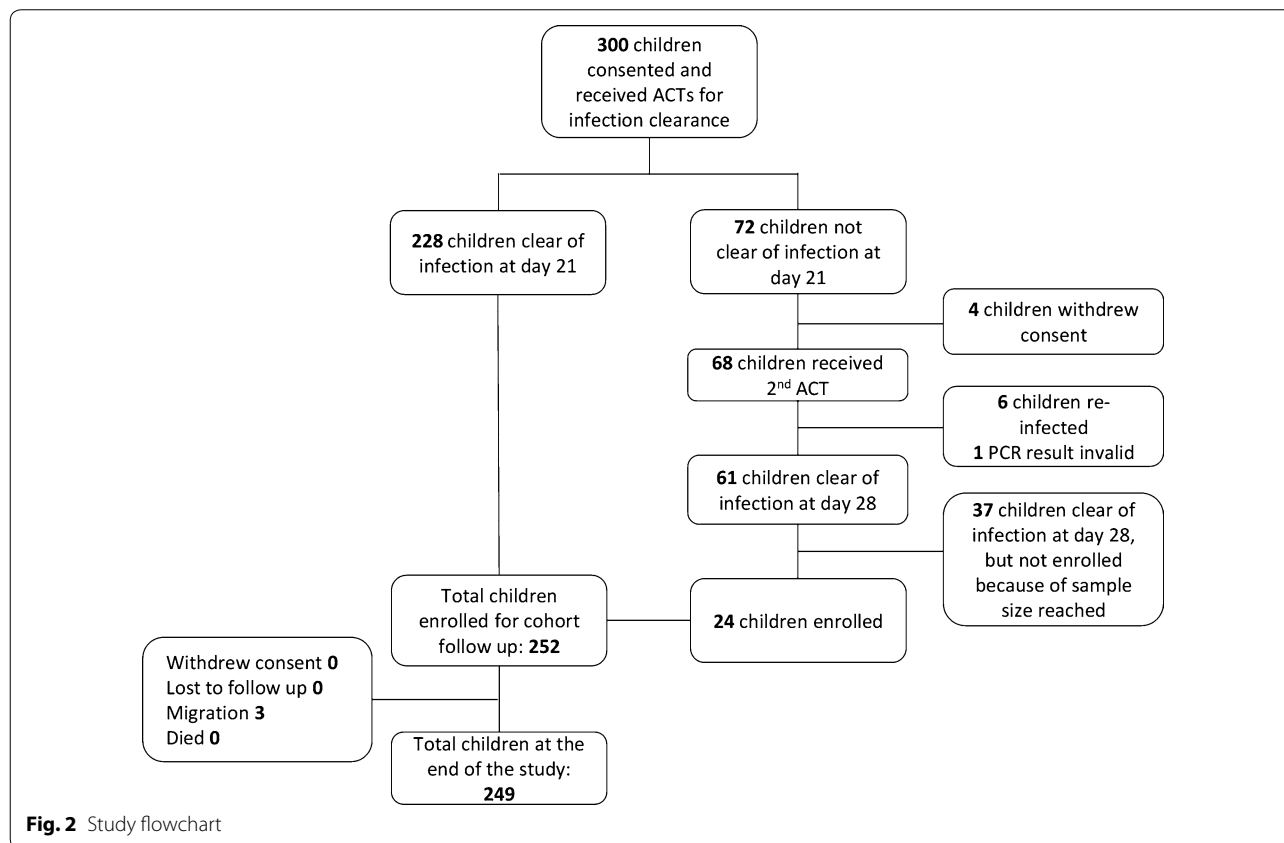 300 children
consented and
received ACTs for
infection clearance
228 children clear of
infection at day 21
72 children not
clear of infection at
day 21
4 children withdrew
consent
68 children received
2nd ACT
6 children re-
infected
1 PCR result invalid
61 children clear of
infection at day 28
37 children clear of
infection at day 28,
but not enrolled
because of sample
size reached
Total children
enrolled for cohort
follow up: 252
24 children enrolled
Withdrew consent 0
Lost to follow up 0
Migration 3
Died 0
Total children at the
end of the study:
249
Fig. 2 Study flowchart